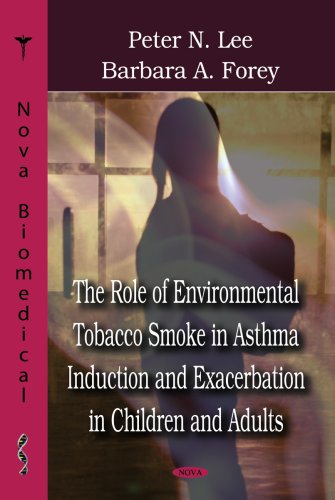 Peter N. Lee
Barbara A. Forey
Nova Biomedical
The Role of Environmental
Tobacco Smoke in Asthma
Induction and Exacerbation
in Children and Adults
NOVA